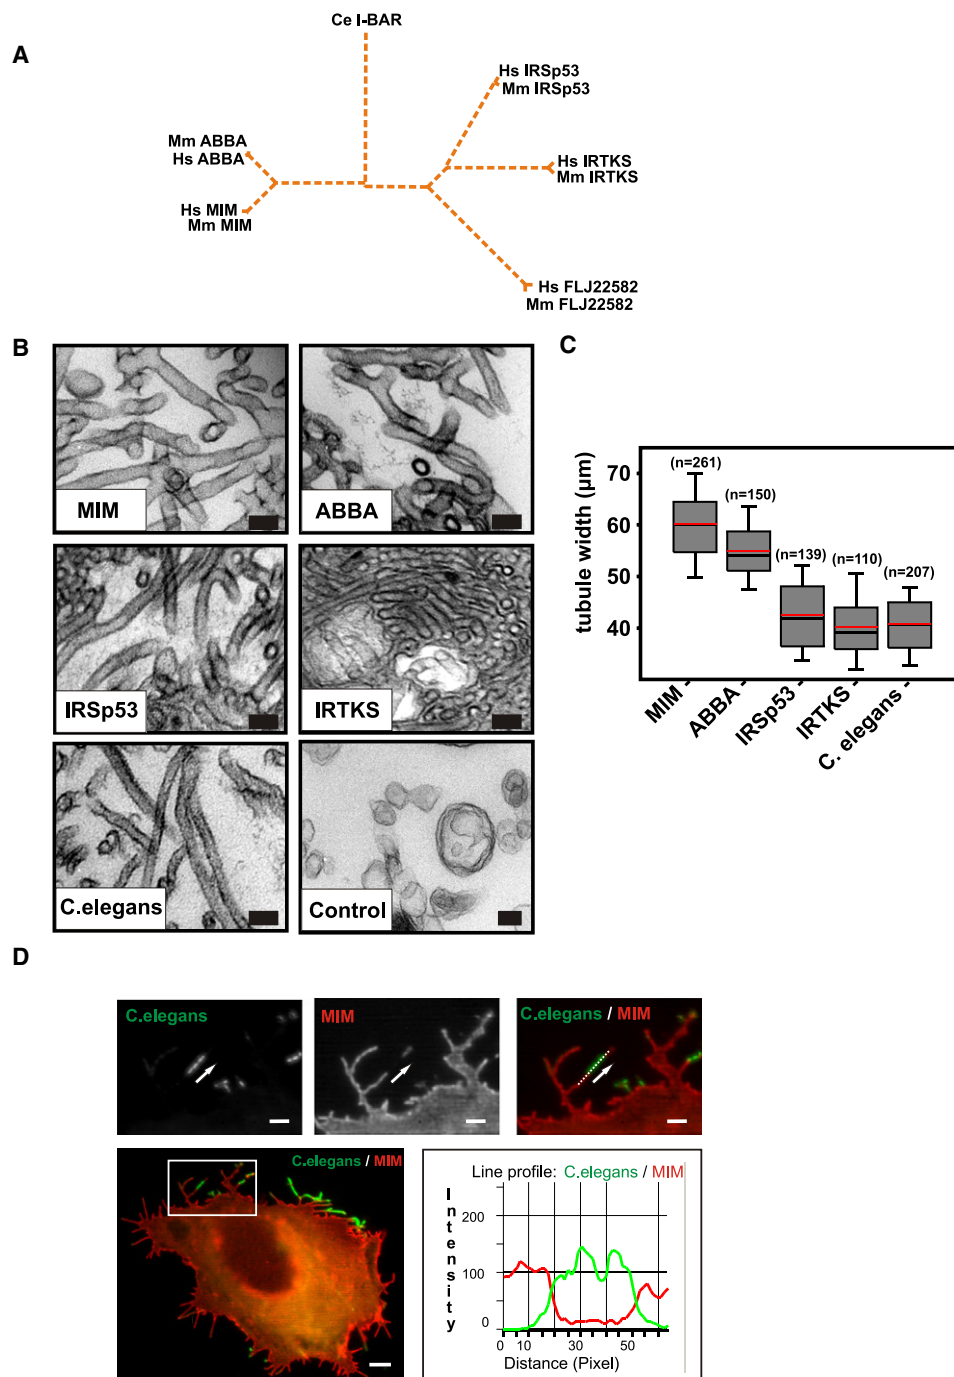 A
Ce I-BAR
Hs IRSp53
Mm IRSp53
Mm ABBA
Hs ABBA
Hs IRTKS
Mm IRTKS
Hs MIM
Mm MIM
Hs FLJ22582
Mm FLJ22582
B
MIM
ABBA
IRSp53
IRTKS
C.elegans
Control
C
tubule width (μm)
70
60
50
40
(n=261)
(n=150)
(n=139)
(n=110)
(n=207)
MIM -
ABBA -
IRSp53 -
IRTKS -
C. elegans -
D
C.elegans
MIM
C.elegans / MIM
C.elegans / MIM
Line profile: C.elegans / MIM
Intensity
200
100
0
0 10 30 50
Distance (Pixel)